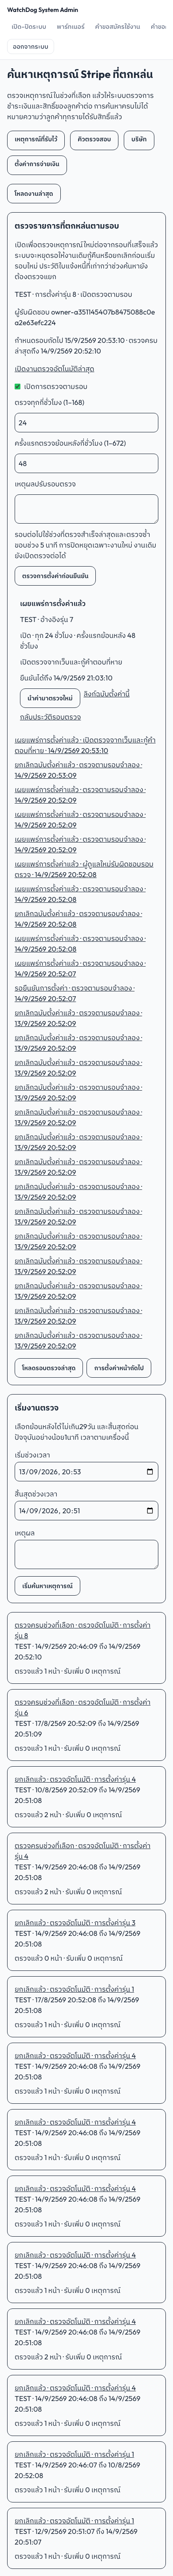 WatchDog System Admin
เปิด-ปิดระบบ พาร์ทเนอร์ คำขอสมัครใช้งาน คำขอ
ออกจากระบบ
ค้นหาเหตุการณ์ Stripe ที่ตกหล่น
เลือกบริษัทและช่วงที่เลือก แล้วให้ระบบตรวจการ
ชำระเงินและสิทธิ์ของลูกค้าต่อ การค้นหาครบไม่ได้
หมายความว่าลูกค้าทุกรายได้รับสิทธิ์แล้ว
เหตุการณ์ที่รับไว้ คิวตรวจสอบ บริษัท
ตั้งค่าการจ่ายเงิน
โหลดงานล่าสุด
ตรวจรายการที่ตกหล่นตามรอบ
เปิดเพื่อตรวจเหตุการณ์ใหม่ต่อจากรอบที่เสร็จแล้ว
ระบบจะหยุดรอให้งานเดิมที่กู้คืนหรือยกเลิกก่อนเริ่ม
รอบใหม่ ประวัติใบแจ้งหนี้ที่เก่ากว่าช่วงค้นหายัง
ต้องตรวจแยก
TEST · การตั้งค่ารุ่น 8 · เปิดตรวจตามรอบ
ผู้รับผิดชอบ owner-a351145407b8475088c0e
a2e63efc224
กำหนดรอบถัดไป 15/9/2569 20:53:10 · ตรวจครบ
ล่าสุดถึง 14/9/2569 20:52:10
เปิดงานตรวจอัตโนมัติล่าสุด
เปิดการตรวจตามรอบ
ตรวจทุกกี่ชั่วโมง (1–168)
24
ครั้งแรกตรวจย้อนหลังกี่ชั่วโมง (1–672)
48
เหตุผลปรับรอบตรวจ
รอบต่อไปใช้ช่วงที่ตรวจสำเร็จล่าสุดและตรวจซ้ำ
ขอบช่วง 5 นาที การปิดหยุดเฉพาะงานใหม่ งานเดิม
ยังเปิดตรวจต่อได้
ตรวจการตั้งค่าก่อนยืนยัน
เผยแพร่การตั้งค่าแล้ว
TEST · อ้างอิงรุ่น 7
เปิด · ทุก 24 ชั่วโมง · ครั้งแรกย้อนหลัง 48
ชั่วโมง
เปิดตรวจจากเว็บและกู้คำตอบที่หาย
ยืนยันได้ถึง 14/9/2569 21:03:10
นำค่ามาตรวจใหม่ ลิงก์ฉบับตั้งค่านี้
กลับประวัติรอบตรวจ
เผยแพร่การตั้งค่าแล้ว · เปิดตรวจจากเว็บและกู้คำ
ตอบที่หาย · 14/9/2569 20:53:10
ยกเลิกฉบับตั้งค่าแล้ว · ตรวจตามรอบจำลอง ·
14/9/2569 20:53:09
เผยแพร่การตั้งค่าแล้ว · ตรวจตามรอบจำลอง ·
14/9/2569 20:52:09
เผยแพร่การตั้งค่าแล้ว · ตรวจตามรอบจำลอง ·
14/9/2569 20:52:09
เผยแพร่การตั้งค่าแล้ว · ตรวจตามรอบจำลอง ·
14/9/2569 20:52:09
เผยแพร่การตั้งค่าแล้ว · ผู้ดูแลใหม่รับผิดชอบรอบ
ตรวจ · 14/9/2569 20:52:08
เผยแพร่การตั้งค่าแล้ว · ตรวจตามรอบจำลอง ·
14/9/2569 20:52:08
ยกเลิกฉบับตั้งค่าแล้ว · ตรวจตามรอบจำลอง ·
14/9/2569 20:52:08
เผยแพร่การตั้งค่าแล้ว · ตรวจตามรอบจำลอง ·
14/9/2569 20:52:08
เผยแพร่การตั้งค่าแล้ว · ตรวจตามรอบจำลอง ·
14/9/2569 20:52:07
รอยืนยันการตั้งค่า · ตรวจตามรอบจำลอง ·
14/9/2569 20:52:07
ยกเลิกฉบับตั้งค่าแล้ว · ตรวจตามรอบจำลอง ·
13/9/2569 20:52:09
ยกเลิกฉบับตั้งค่าแล้ว · ตรวจตามรอบจำลอง ·
13/9/2569 20:52:09
ยกเลิกฉบับตั้งค่าแล้ว · ตรวจตามรอบจำลอง ·
13/9/2569 20:52:09
ยกเลิกฉบับตั้งค่าแล้ว · ตรวจตามรอบจำลอง ·
13/9/2569 20:52:09
ยกเลิกฉบับตั้งค่าแล้ว · ตรวจตามรอบจำลอง ·
13/9/2569 20:52:09
ยกเลิกฉบับตั้งค่าแล้ว · ตรวจตามรอบจำลอง ·
13/9/2569 20:52:09
ยกเลิกฉบับตั้งค่าแล้ว · ตรวจตามรอบจำลอง ·
13/9/2569 20:52:09
ยกเลิกฉบับตั้งค่าแล้ว · ตรวจตามรอบจำลอง ·
13/9/2569 20:52:09
ยกเลิกฉบับตั้งค่าแล้ว · ตรวจตามรอบจำลอง ·
13/9/2569 20:52:09
ยกเลิกฉบับตั้งค่าแล้ว · ตรวจตามรอบจำลอง ·
13/9/2569 20:52:09
ยกเลิกฉบับตั้งค่าแล้ว · ตรวจตามรอบจำลอง ·
13/9/2569 20:52:09
ยกเลิกฉบับตั้งค่าแล้ว · ตรวจตามรอบจำลอง ·
13/9/2569 20:52:09
ยกเลิกฉบับตั้งค่าแล้ว · ตรวจตามรอบจำลอง ·
13/9/2569 20:52:09
ยกเลิกฉบับตั้งค่าแล้ว · ตรวจตามรอบจำลอง ·
13/9/2569 20:52:09
โหลดรอบตรวจล่าสุด การตั้งค่าหน้าถัดไป
เริ่มงานตรวจ
เลือกย้อนหลังได้ไม่เกิน29วัน และสิ้นสุดก่อน
ปัจจุบันอย่างน้อย1นาที เวลาตามเครื่องนี้
เริ่มช่วงเวลา
13/09/2026, 20:53
สิ้นสุดช่วงเวลา
14/09/2026, 20:51
เหตุผล
เริ่มค้นหาเหตุการณ์
ตรวจครบช่วงที่เลือก · ตรวจอัตโนมัติ · การตั้งค่า
รุ่น 8
TEST · 14/9/2569 20:46:09 ถึง 14/9/2569
20:52:10
ตรวจแล้ว 1 หน้า · รับเพิ่ม 0 เหตุการณ์
ตรวจครบช่วงที่เลือก · ตรวจอัตโนมัติ · การตั้งค่า
รุ่น 6
TEST · 17/8/2569 20:52:09 ถึง 14/9/2569
20:51:09
ตรวจแล้ว 1 หน้า · รับเพิ่ม 0 เหตุการณ์
ยกเลิกแล้ว · ตรวจอัตโนมัติ · การตั้งค่ารุ่น 4
TEST · 10/8/2569 20:52:09 ถึง 14/9/2569
20:51:08
ตรวจแล้ว 2 หน้า · รับเพิ่ม 0 เหตุการณ์
ตรวจครบช่วงที่เลือก · ตรวจอัตโนมัติ · การตั้งค่า
รุ่น 4
TEST · 14/9/2569 20:46:08 ถึง 14/9/2569
20:51:08
ตรวจแล้ว 2 หน้า · รับเพิ่ม 0 เหตุการณ์
ยกเลิกแล้ว · ตรวจอัตโนมัติ · การตั้งค่ารุ่น 3
TEST · 14/9/2569 20:46:08 ถึง 14/9/2569
20:51:08
ตรวจแล้ว 0 หน้า · รับเพิ่ม 0 เหตุการณ์
ยกเลิกแล้ว · ตรวจอัตโนมัติ · การตั้งค่ารุ่น 1
TEST · 17/8/2569 20:52:08 ถึง 14/9/2569
20:51:08
ตรวจแล้ว 1 หน้า · รับเพิ่ม 0 เหตุการณ์
ยกเลิกแล้ว · ตรวจอัตโนมัติ · การตั้งค่ารุ่น 4
TEST · 14/9/2569 20:46:08 ถึง 14/9/2569
20:51:08
ตรวจแล้ว 1 หน้า · รับเพิ่ม 0 เหตุการณ์
ยกเลิกแล้ว · ตรวจอัตโนมัติ · การตั้งค่ารุ่น 4
TEST · 14/9/2569 20:46:08 ถึง 14/9/2569
20:51:08
ตรวจแล้ว 1 หน้า · รับเพิ่ม 0 เหตุการณ์
ยกเลิกแล้ว · ตรวจอัตโนมัติ · การตั้งค่ารุ่น 4
TEST · 14/9/2569 20:46:08 ถึง 14/9/2569
20:51:08
ตรวจแล้ว 1 หน้า · รับเพิ่ม 0 เหตุการณ์
ยกเลิกแล้ว · ตรวจอัตโนมัติ · การตั้งค่ารุ่น 4
TEST · 14/9/2569 20:46:08 ถึง 14/9/2569
20:51:08
ตรวจแล้ว 1 หน้า · รับเพิ่ม 0 เหตุการณ์
ยกเลิกแล้ว · ตรวจอัตโนมัติ · การตั้งค่ารุ่น 4
TEST · 14/9/2569 20:46:08 ถึง 14/9/2569
20:51:08
ตรวจแล้ว 2 หน้า · รับเพิ่ม 0 เหตุการณ์
ยกเลิกแล้ว · ตรวจอัตโนมัติ · การตั้งค่ารุ่น 4
TEST · 14/9/2569 20:46:08 ถึง 14/9/2569
20:51:08
ตรวจแล้ว 1 หน้า · รับเพิ่ม 0 เหตุการณ์
ยกเลิกแล้ว · ตรวจอัตโนมัติ · การตั้งค่ารุ่น 1
TEST · 14/9/2569 20:46:07 ถึง 10/8/2569
20:52:08
ตรวจแล้ว 1 หน้า · รับเพิ่ม 0 เหตุการณ์
ยกเลิกแล้ว · ตรวจอัตโนมัติ · การตั้งค่ารุ่น 1
TEST · 12/9/2569 20:51:07 ถึง 14/9/2569
20:51:07
ตรวจแล้ว 1 หน้า · รับเพิ่ม 0 เหตุการณ์